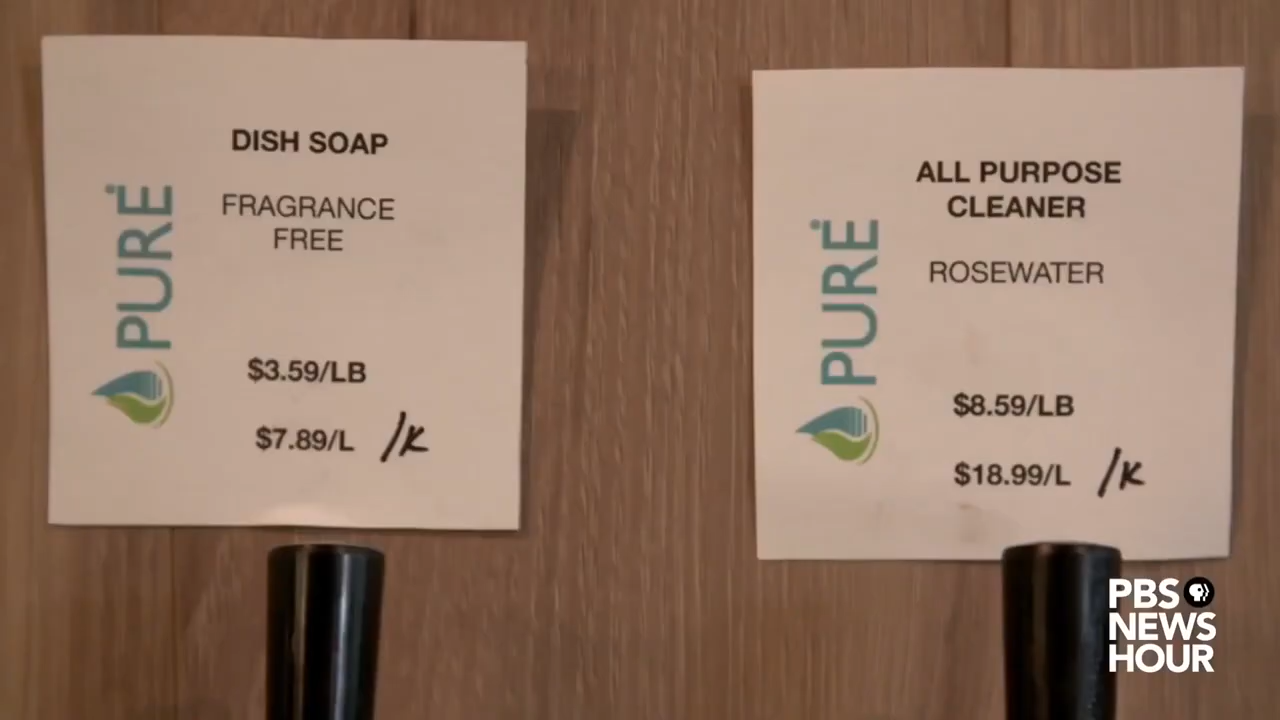 DISH SOAP
FRAGRANCE
FREE
PURE
$3.59/LB
$7.89/L /K
ALL PURPOSE
CLEANER
ROSEWATER
PURE
$8.59/LB
$18.99/L /K
PBS
NEWS
HOUR